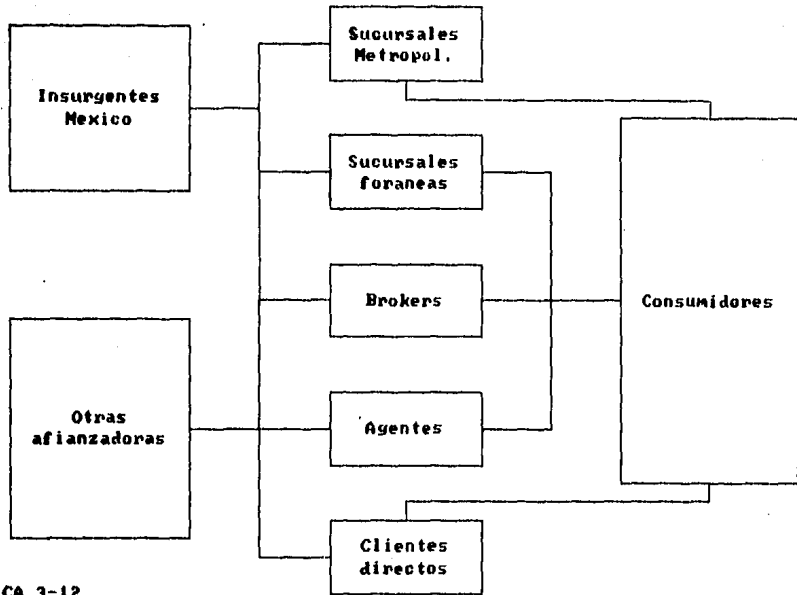 Sucursales
Metropol.
Insurgentes
Mexico
Sucursales
foraneas
Brokers
Consumidores
Otras
afianzadoras
Agentes
Clientes
directos
CA 3-12